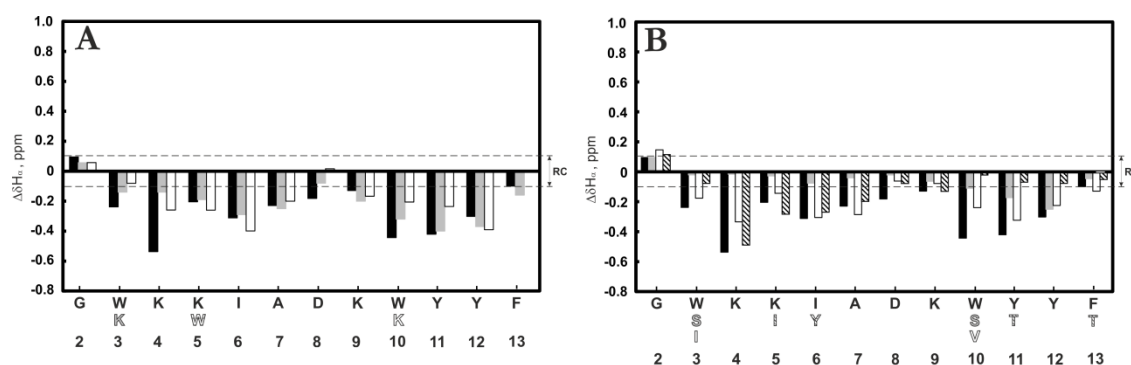 A
1.0
0.8
0.6
0.4
0.2
0
-0.2
-0.4
-0.6
-0.8
ΔδHα, ppm
RC
G W K K I A D K W Y Y F
K W K
2 3 4 5 6 7 8 9 10 11 12 13
B
1.0
0.8
0.6
0.4
0.2
0
-0.2
-0.4
-0.6
-0.8
ΔδHα, ppm
R
G W K K I A D K W Y Y F
S I Y S T T
I V
2 3 4 5 6 7 8 9 10 11 12 13